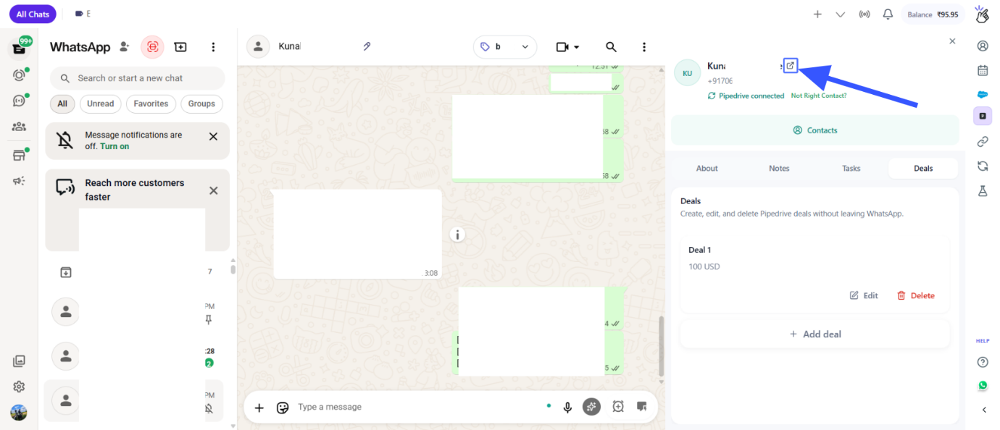 All Chats
E
Balance ₹95.95
99+
WhatsApp
Search or start a new chat
All
Unread
Favorites
Groups
Message notifications are
off. Turn on
Reach more customers
faster
7
PM
:28
2
PM
Kunal
b
12:51
58
58
3:08
4
5
Type a message
KU
Kuna
+91706
Pipedrive connected
Not Right Contact?
Contacts
About
Notes
Tasks
Deals
Deals
Create, edit, and delete Pipedrive deals without leaving WhatsApp.
Deal 1
100 USD
Edit
Delete
+ Add deal
HELP